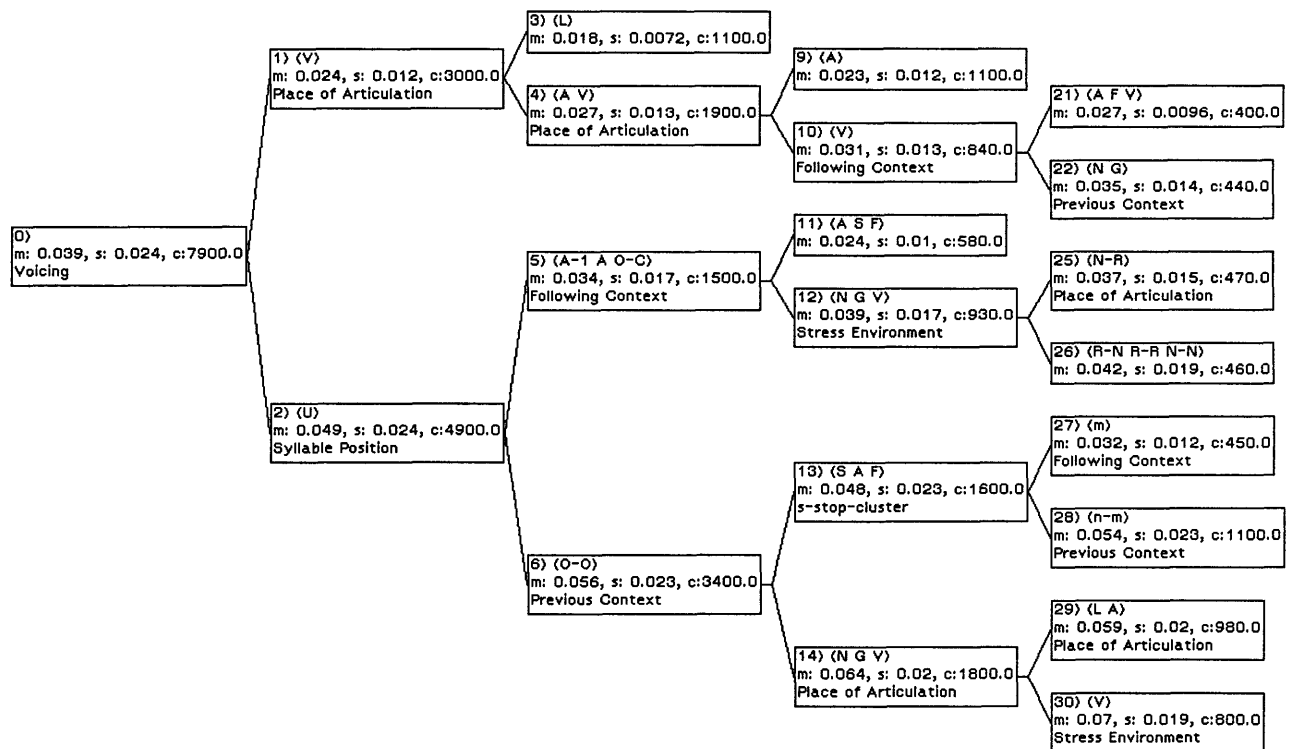 0)
m: 0.039, s: 0.024, c:7900.0
Voicing
1) (V)
m: 0.024, s: 0.012, c:3000.0
Place of Articulation
2) (U)
m: 0.049, s: 0.024, c:4900.0
Syllable Position
3) (L)
m: 0.018, s: 0.0072, c:1100.0
4) (A V)
m: 0.027, s: 0.013, c:1900.0
Place of Articulation
5) (A-1 A O-C)
m: 0.034, s: 0.017, c:1500.0
Following Context
6) (O-O)
m: 0.056, s: 0.023, c:3400.0
Previous Context
9) (A)
m: 0.023, s: 0.012, c:1100.0
10) (V)
m: 0.031, s: 0.013, c:840.0
Following Context
11) (A S F)
m: 0.024, s: 0.01, c:580.0
12) (N G V)
m: 0.039, s: 0.017, c:930.0
Stress Environment
13) (S A F)
m: 0.048, s: 0.023, c:1600.0
s-stop-cluster
14) (N G V)
m: 0.064, s: 0.02, c:1800.0
Place of Articulation
21) (A F V)
m: 0.027, s: 0.0096, c:400.0
22) (N G)
m: 0.035, s: 0.014, c:440.0
Previous Context
25) (N-R)
m: 0.037, s: 0.015, c:470.0
Place of Articulation
26) (R-N R-R N-N)
m: 0.042, s: 0.019, c:460.0
27) (m)
m: 0.032, s: 0.012, c:450.0
Following Context
28) (n-m)
m: 0.054, s: 0.023, c:1100.0
Previous Context
29) (L A)
m: 0.059, s: 0.02, c:980.0
Place of Articulation
30) (V)
m: 0.07, s: 0.019, c:800.0
Stress Environment